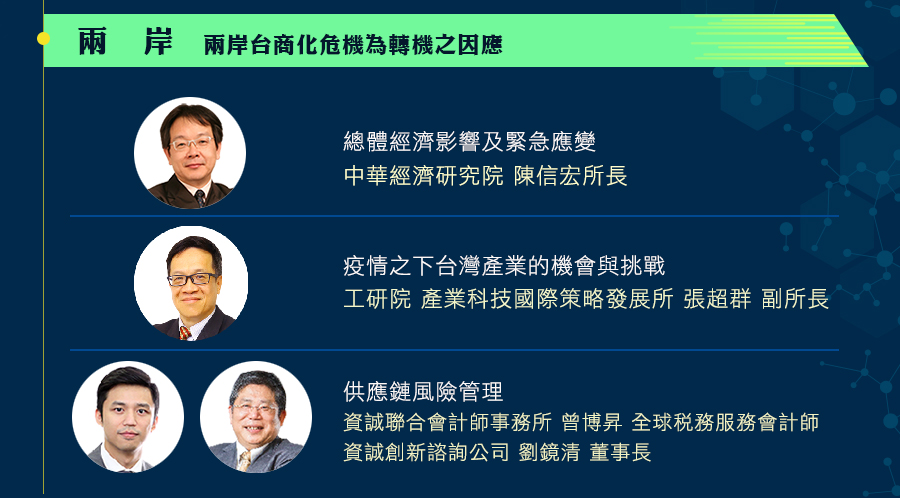 兩 岸 兩岸台商化危機為轉機之因應
總體經濟影響及緊急應變
中華經濟研究院 陳信宏所長
疫情之下台灣產業的機會與挑戰
工研院 產業科技國際策略發展所 張超群 副所長
供應鏈風險管理
資誠聯合會計師事務所 曾博昇 全球稅務服務會計師
資誠創新諮詢公司 劉鏡清 董事長